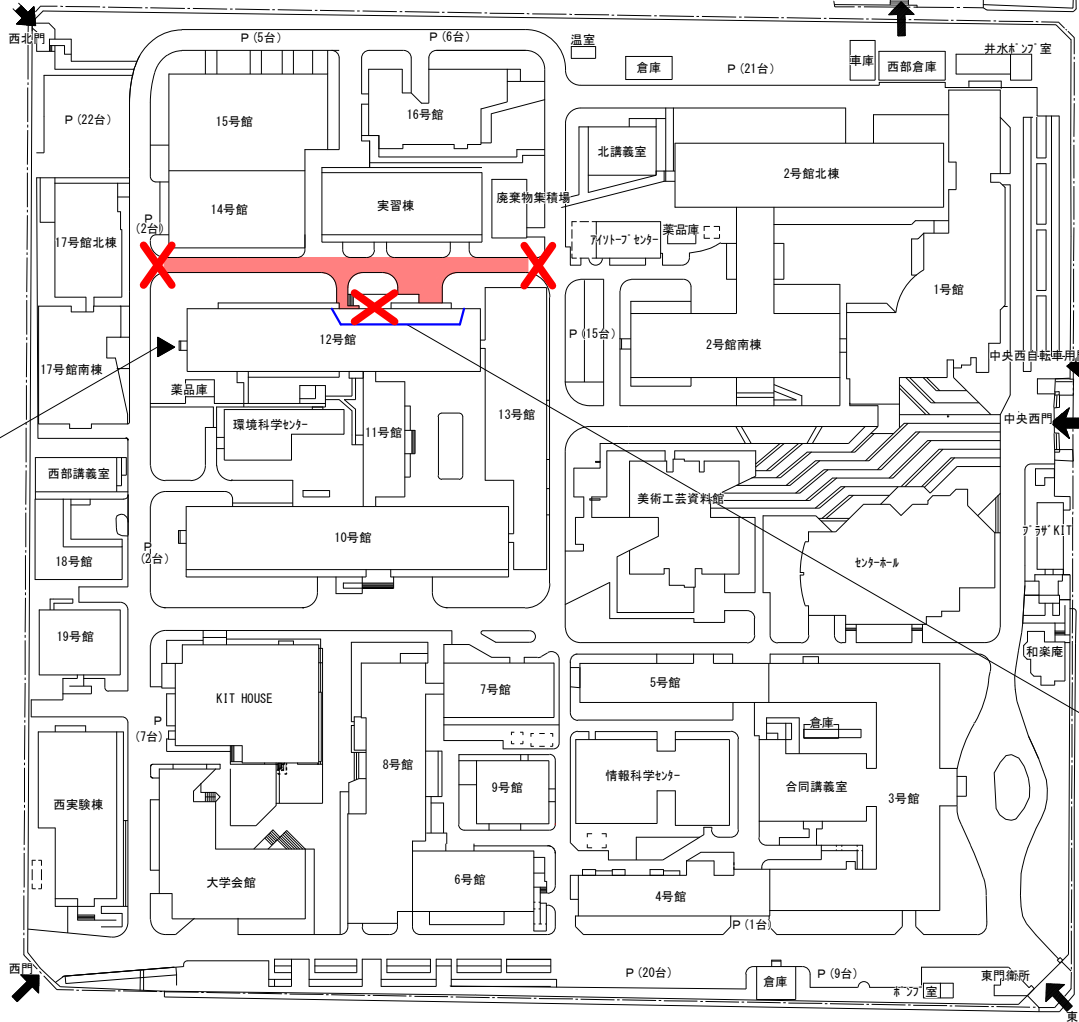 西北門
P (5台)
P (6台)
温室
倉庫
P (21台)
車庫
西部倉庫
井水ポンプ室
P (22台)
15号館
16号館
北講義室
2号館北棟
14号館
実習棟
廃棄物集積場
P
(2台)
17号館北棟
アイソトープセンター
薬品庫
1号館
12号館
P (15台)
2号館南棟
中央西自転車用
17号館南棟
薬品庫
環境科学センター
11号館
13号館
中央西門
西部講義室
美術工芸資料館
10号館
プラザKIT
18号館
P
(2台)
センターホール
19号館
和楽庵
KIT HOUSE
7号館
5号館
P
(7台)
倉庫
8号館
9号館
情報科学センター
合同講義室
3号館
西実験棟
大学会館
6号館
4号館
P (1台)
西門
P (20台)
倉庫
P (9台)
東門衛所
ポンプ室
東